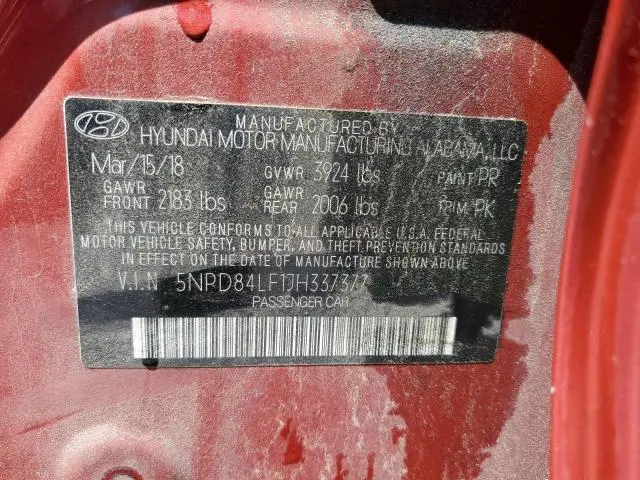 MANUFACTURED BY
HYUNDAI MOTOR MANUFACTURING ALABAMA, LLC
Mar/15/18 GVWR 3924 lbs PAINT PR
GAWR FRONT 2183 lbs GAWR REAR 2006 lbs TRIM PK
THIS VEHICLE CONFORMS TO ALL APPLICABLE U.S.A. FEDERAL
MOTOR VEHICLE SAFETY, BUMPER, AND THEFT PREVENTION STANDARDS
IN EFFECT ON THE DATE OF MANUFACTURE SHOWN ABOVE.
V.I.N 5NPD84LF1JH337377
PASSENGER CAR